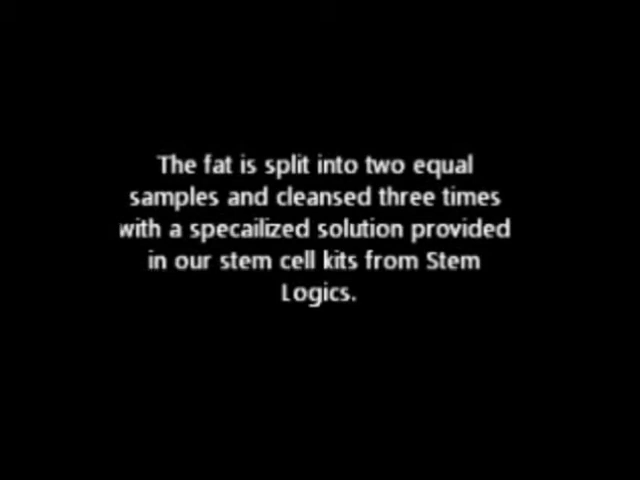 The fat is split into two equal
samples and cleansed three times
with a specailized solution provided
in our stem cell kits from Stem
Logics.